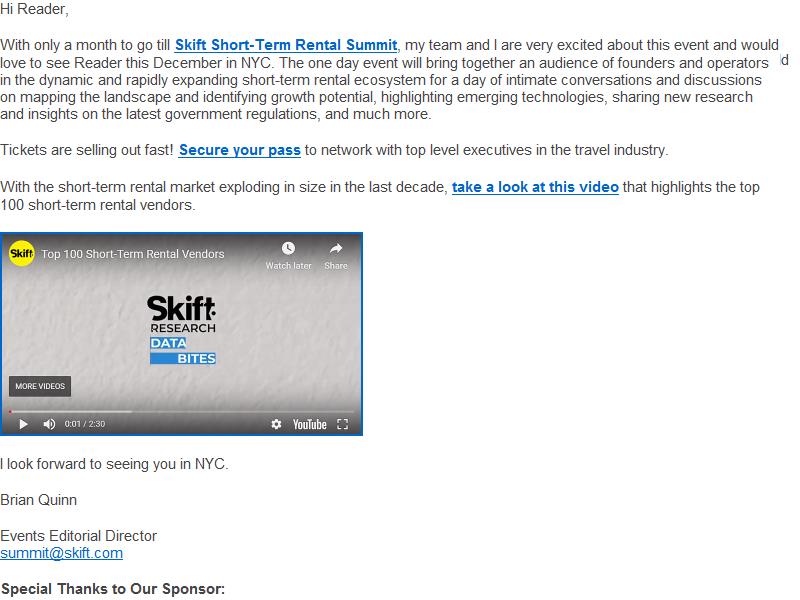 Hi Reader,
With only a month to go till Skift Short-Term Rental Summit, my team and I are very excited about this event and would
love to see Reader this December in NYC. The one day event will bring together an audience of founders and operators
d
in the dynamic and rapidly expanding short-term rental ecosystem for a day of intimate conversations and discussions
on mapping the landscape and identifying growth potential, highlighting emerging technologies, sharing new research
and insights on the latest government regulations, and much more.
Tickets are selling out fast! Secure your pass to network with top level executives in the travel industry.
With the short-term rental market exploding in size in the last decade, take a look at this video that highlights the top
100 short-term rental vendors.
Skift Top 100 Short-Term Rental Vendors
Watch later Share
Skift.
RESEARCH
DATA
BITES
MORE VIDEOS
0:01 / 2:30 YouTube
I look forward to seeing you in NYC.
Brian Quinn
Events Editorial Director
summit@skift.com
Special Thanks to Our Sponsor: